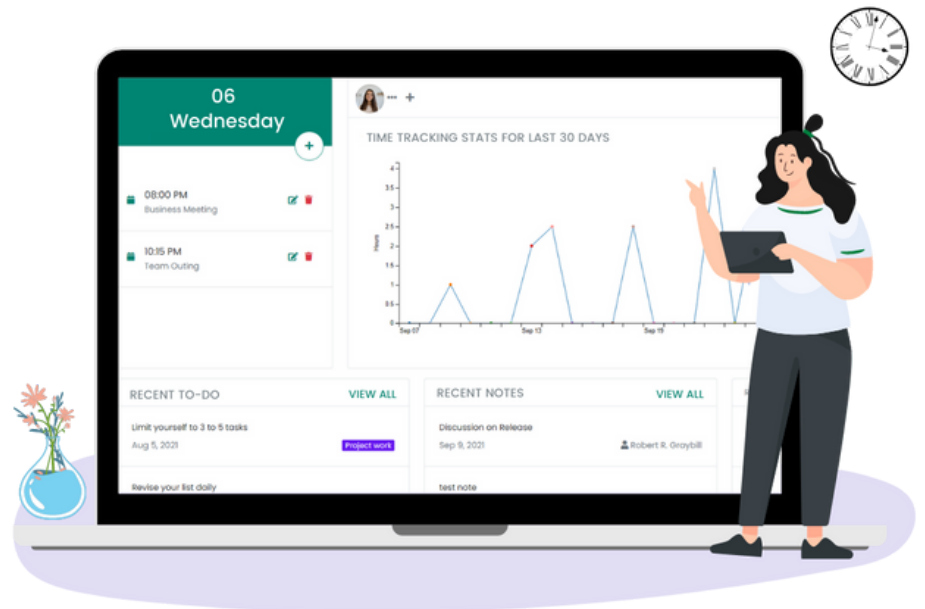 06
Wednesday
+
08:00 PM
Business Meeting
10:15 PM
Team Outing
+
TIME TRACKING STATS FOR LAST 30 DAYS
Hours
4
3.5
3
2.5
2
1.5
1
0.5
0
Sep 07
Sep 13
Sep 19
RECENT TO-DO
VIEW ALL
Limit yourself to 3 to 5 tasks
Aug 5, 2021
Project work
Revise your list daily
RECENT NOTES
VIEW ALL
Discussion on Release
Sep 9, 2021
Robert R. Graybill
test note